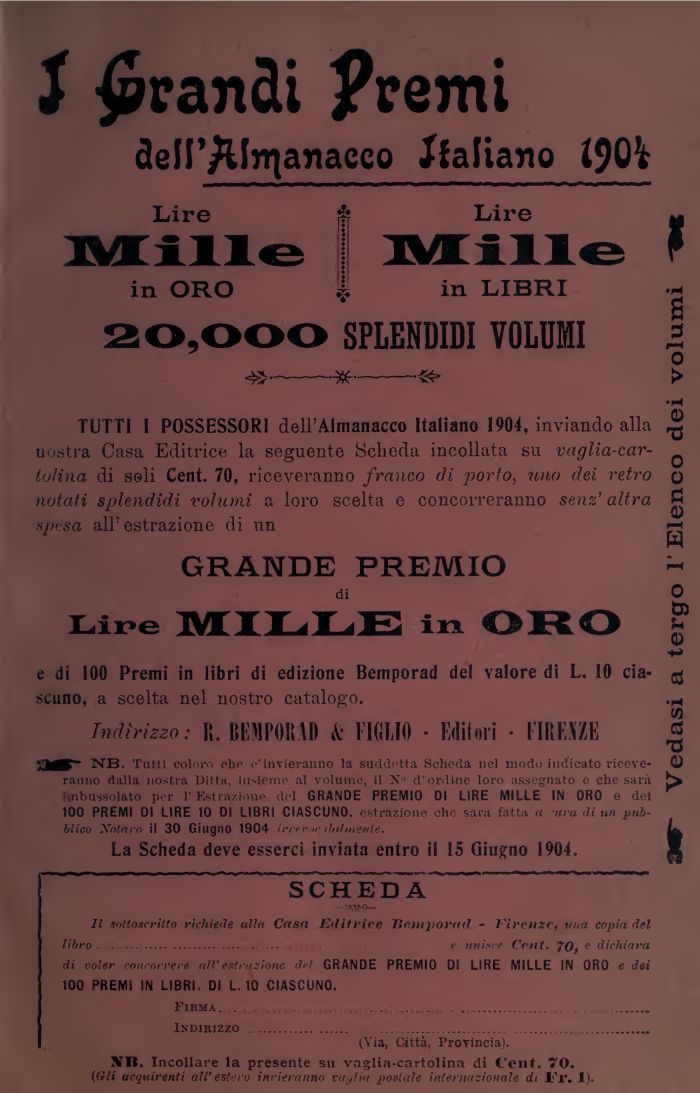 I Grandi Premi
dell'Almanacco Italiano 1904
Lire
Mille
in ORO
Lire
Mille
in LIBRI
20,000 SPLENDIDI VOLUMI
TUTTI I POSSESSORI dell'Almanacco Italiano 1904, inviando alla
nostra Casa Editrice la seguente Scheda incollata su vaglia-car-
tolina di soli Cent. 70, riceveranno franco di porto, uno dei retro
notati splendidi volumi a loro scelta e concorreranno senz'altra
spesa all'estrazione di un
GRANDE PREMIO
di
Lire MILLE in ORO
e di 100 Premi in libri di edizione Bemporad del valore di L. 10 cia-
scuno, a scelta nel nostro catalogo.
Indirizzo: R. BEMPORAD & FIGLIO - Editori - FIRENZE
NB. Tutti coloro che c'invieranno la suddetta Scheda nel modo indicato riceve-
ranno dalla nostra Ditta, insieme al volume, il N° d'ordine loro assegnato e che sarà
imbussolato per l'Estrazione del GRANDE PREMIO DI LIRE MILLE IN ORO e dei
100 PREMI DI LIRE 10 DI LIBRI CIASCUNO. estrazione che sara fatta a cura di un pub-
blico Notaro il 30 Giugno 1904 irrevocibilmente.
La Scheda deve esserci inviata entro il 15 Giugno 1904.
Vedasi a tergo l'Elenco dei volumi
SCHEDA
Il sottoscritto richiede alla Casa Editrice Bemporad - Firenze, una copia del
libro ........................ e unisce Cent. 70, e dichiara
di voler concorrere all'estrazione del GRANDE PREMIO DI LIRE MILLE IN ORO e dei
100 PREMI IN LIBRI. DI L. 10 CIASCUNO.
FIRMA........................
INDIRIZZO ........................
(Via, Città, Provincia).
NB. Incollare la presente su vaglia-cartolina di Cent. 70.
(Gli acquirenti all'estero invieranno vaglia postale internazionale di Fr. 1).